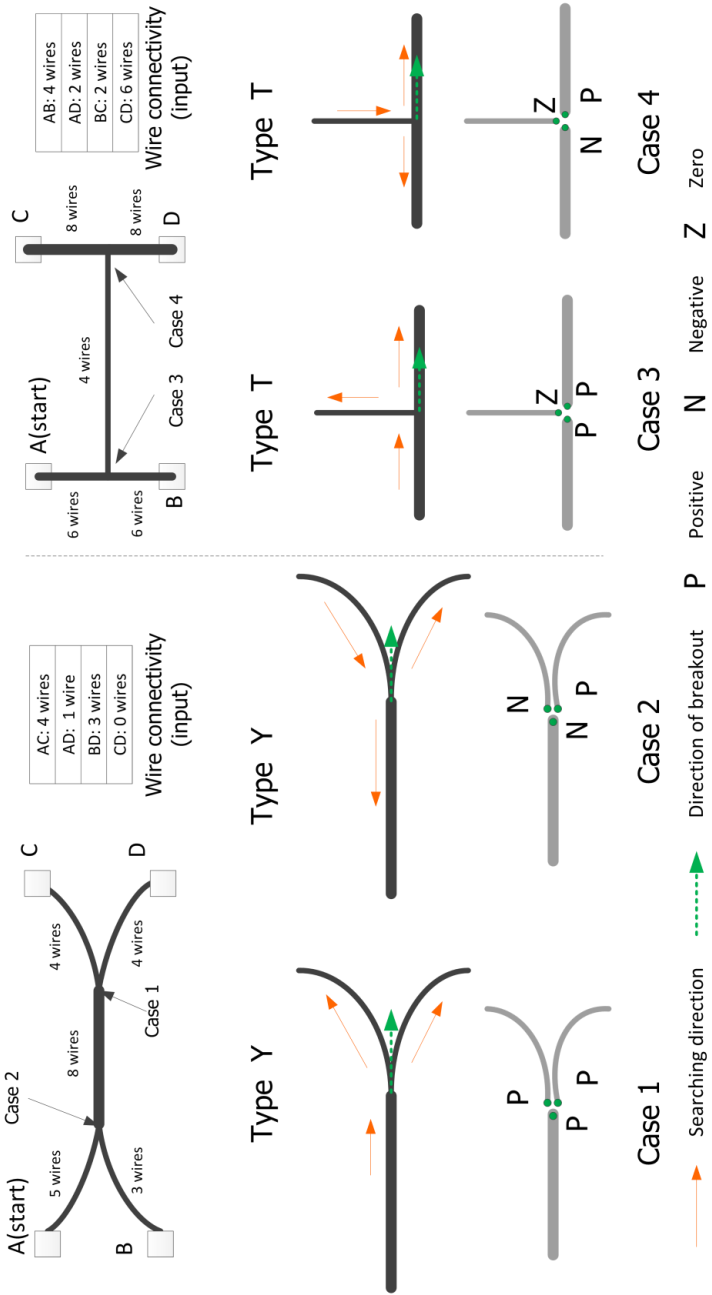 A(start)
C
Case 2
5 wires
8 wires
4 wires
3 wires
4 wires
B
Case 1
D
AC: 4 wires
AD: 1 wire
BD: 3 wires
CD: 0 wires
Wire connectivity
(input)
A(start)
C
6 wires
4 wires
8 wires
6 wires
8 wires
B
Case 3
Case 4
D
AB: 4 wires
AD: 2 wires
BC: 2 wires
CD: 6 wires
Wire connectivity
(input)
Type Y
Type Y
Type T
Type T
P
P
P
N
N
P
Z
P
P
Z
N
P
Case 1
Case 2
Case 3
Case 4
Searching direction
Direction of breakout
P Positive
N Negative
Z Zero